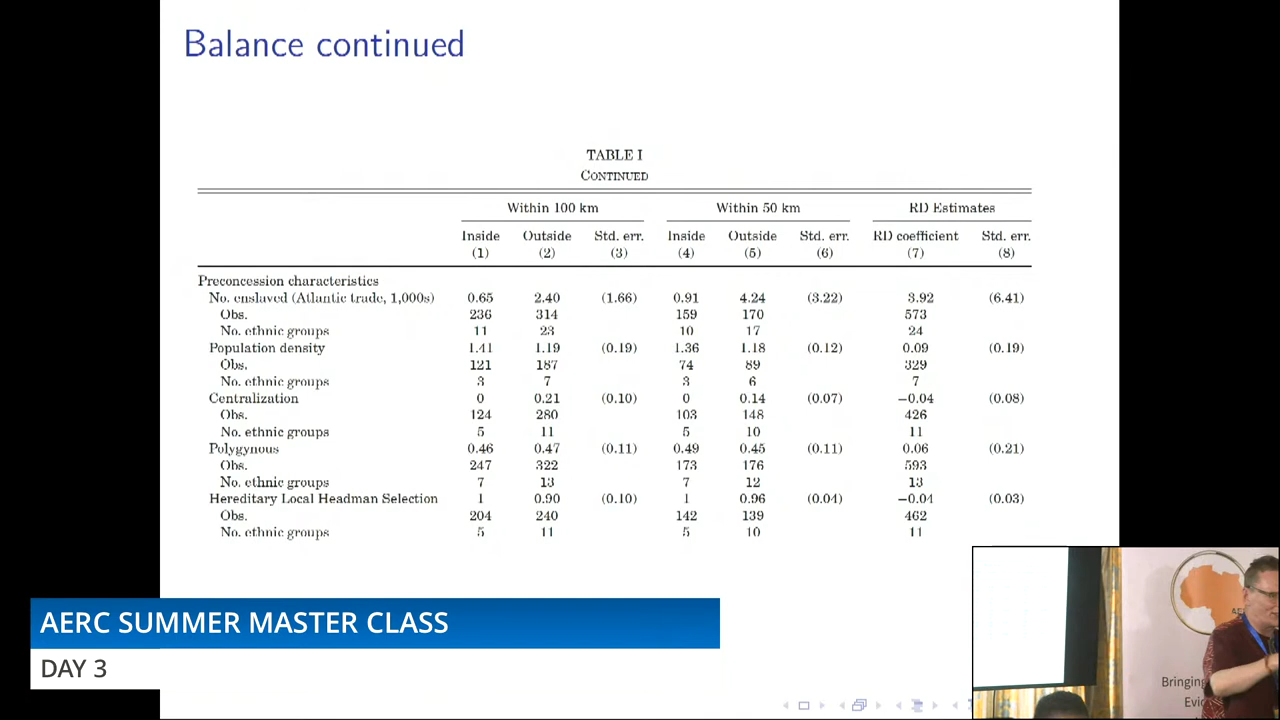 Balance continued
TABLE I
CONTINUED
Within 100 km Within 50 km RD Estimates
Inside Outside Std. err. Inside Outside Std. err. RD coefficient Std. err.
(1) (2) (3) (4) (5) (6) (7) (8)
Preconcession characteristics
No. enslaved (Atlantic trade, 1,000s) 0.65 2.40 (1.66) 0.91 4.24 (3.22) 3.92 (6.41)
Obs. 236 314 159 170 573
No. ethnic groups 11 23 10 17 24
Population density 1.41 1.19 (0.19) 1.36 1.18 (0.12) 0.09 (0.19)
Obs. 121 187 74 89 329
No. ethnic groups 3 7 3 6 7
Centralization 0 0.21 (0.10) 0 0.14 (0.07) −0.04 (0.08)
Obs. 124 280 103 148 426
No. ethnic groups 5 11 5 10 11
Polygynous 0.46 0.47 (0.11) 0.49 0.45 (0.11) 0.06 (0.21)
Obs. 247 322 173 176 593
No. ethnic groups 7 13 7 12 13
Hereditary Local Headman Selection 1 0.90 (0.10) 1 0.96 (0.04) −0.04 (0.03)
Obs. 204 240 142 139 462
No. ethnic groups 5 11 5 10 11
AERC SUMMER MASTER CLASS
DAY 3
Bringing